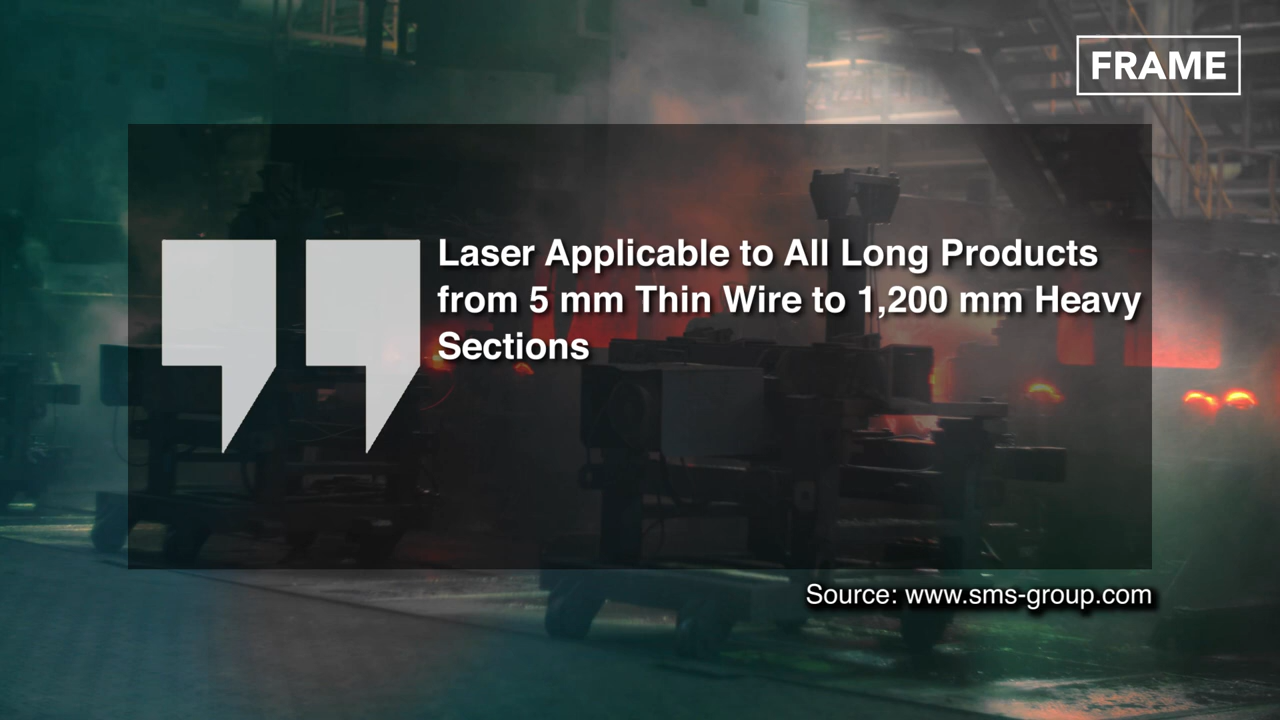 FRAME
Laser Applicable to All Long Products
from 5 mm Thin Wire to 1,200 mm Heavy
Sections
Source: www.sms-group.com